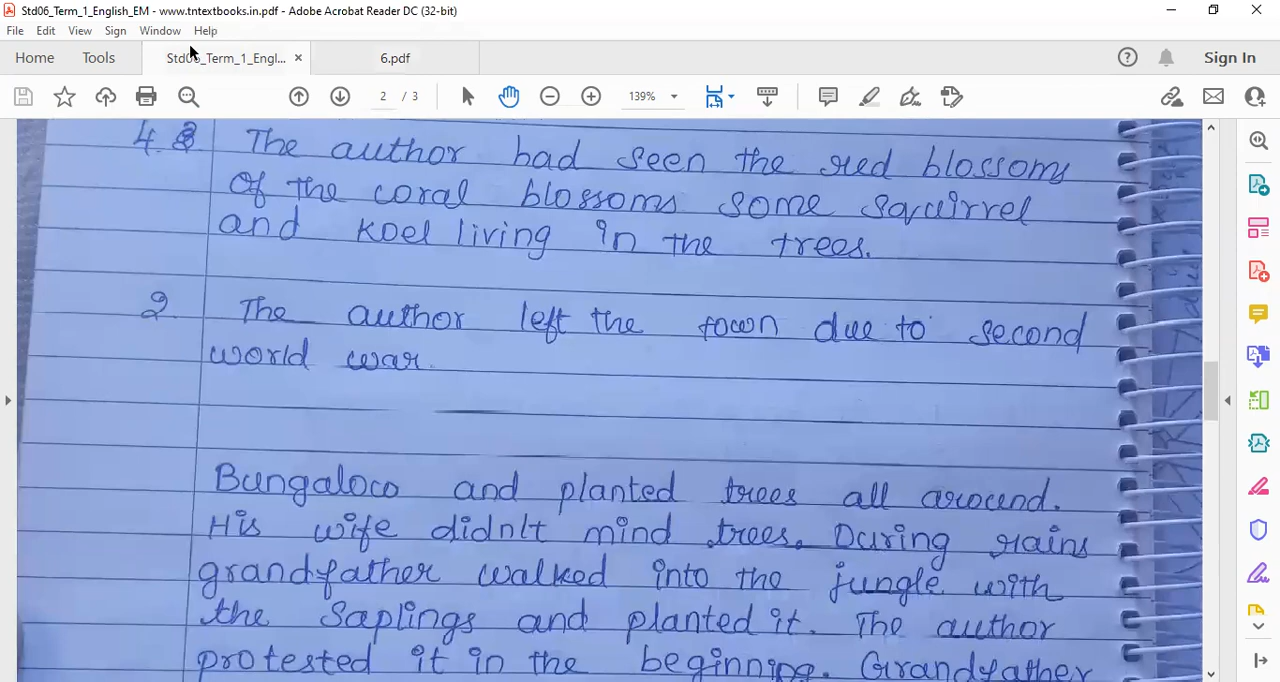 Std06_Term_1_English_EM - www.tntextbooks.in.pdf - Adobe Acrobat Reader DC (32-bit)
File Edit View Sign Window Help
Home Tools Std06_Term_1_Engl... × 6.pdf Sign In
2 / 3 139%
4. The author had seen the red blossoms
Of the coral blossoms some squirrel
and koel living in the trees.
2 The author left the town due to second
world war.
Bungaloco and planted trees all around.
His wife didn't mind trees. During rains
grandfather walked into the jungle with
the saplings and planted it. The author
protested it in the beginning. Grandfather